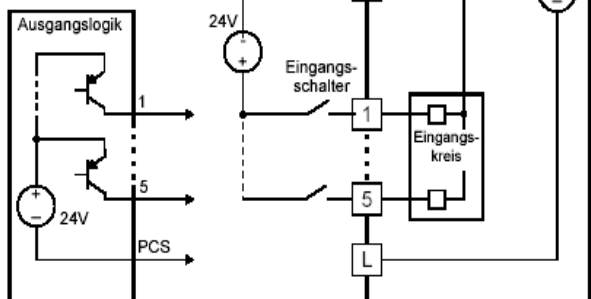 Ausgangslogik
24V
-
+
Eingangs-
schalter
1
1
Eingangs-
kreis
5
5
+
−
24V
PCS
L
−